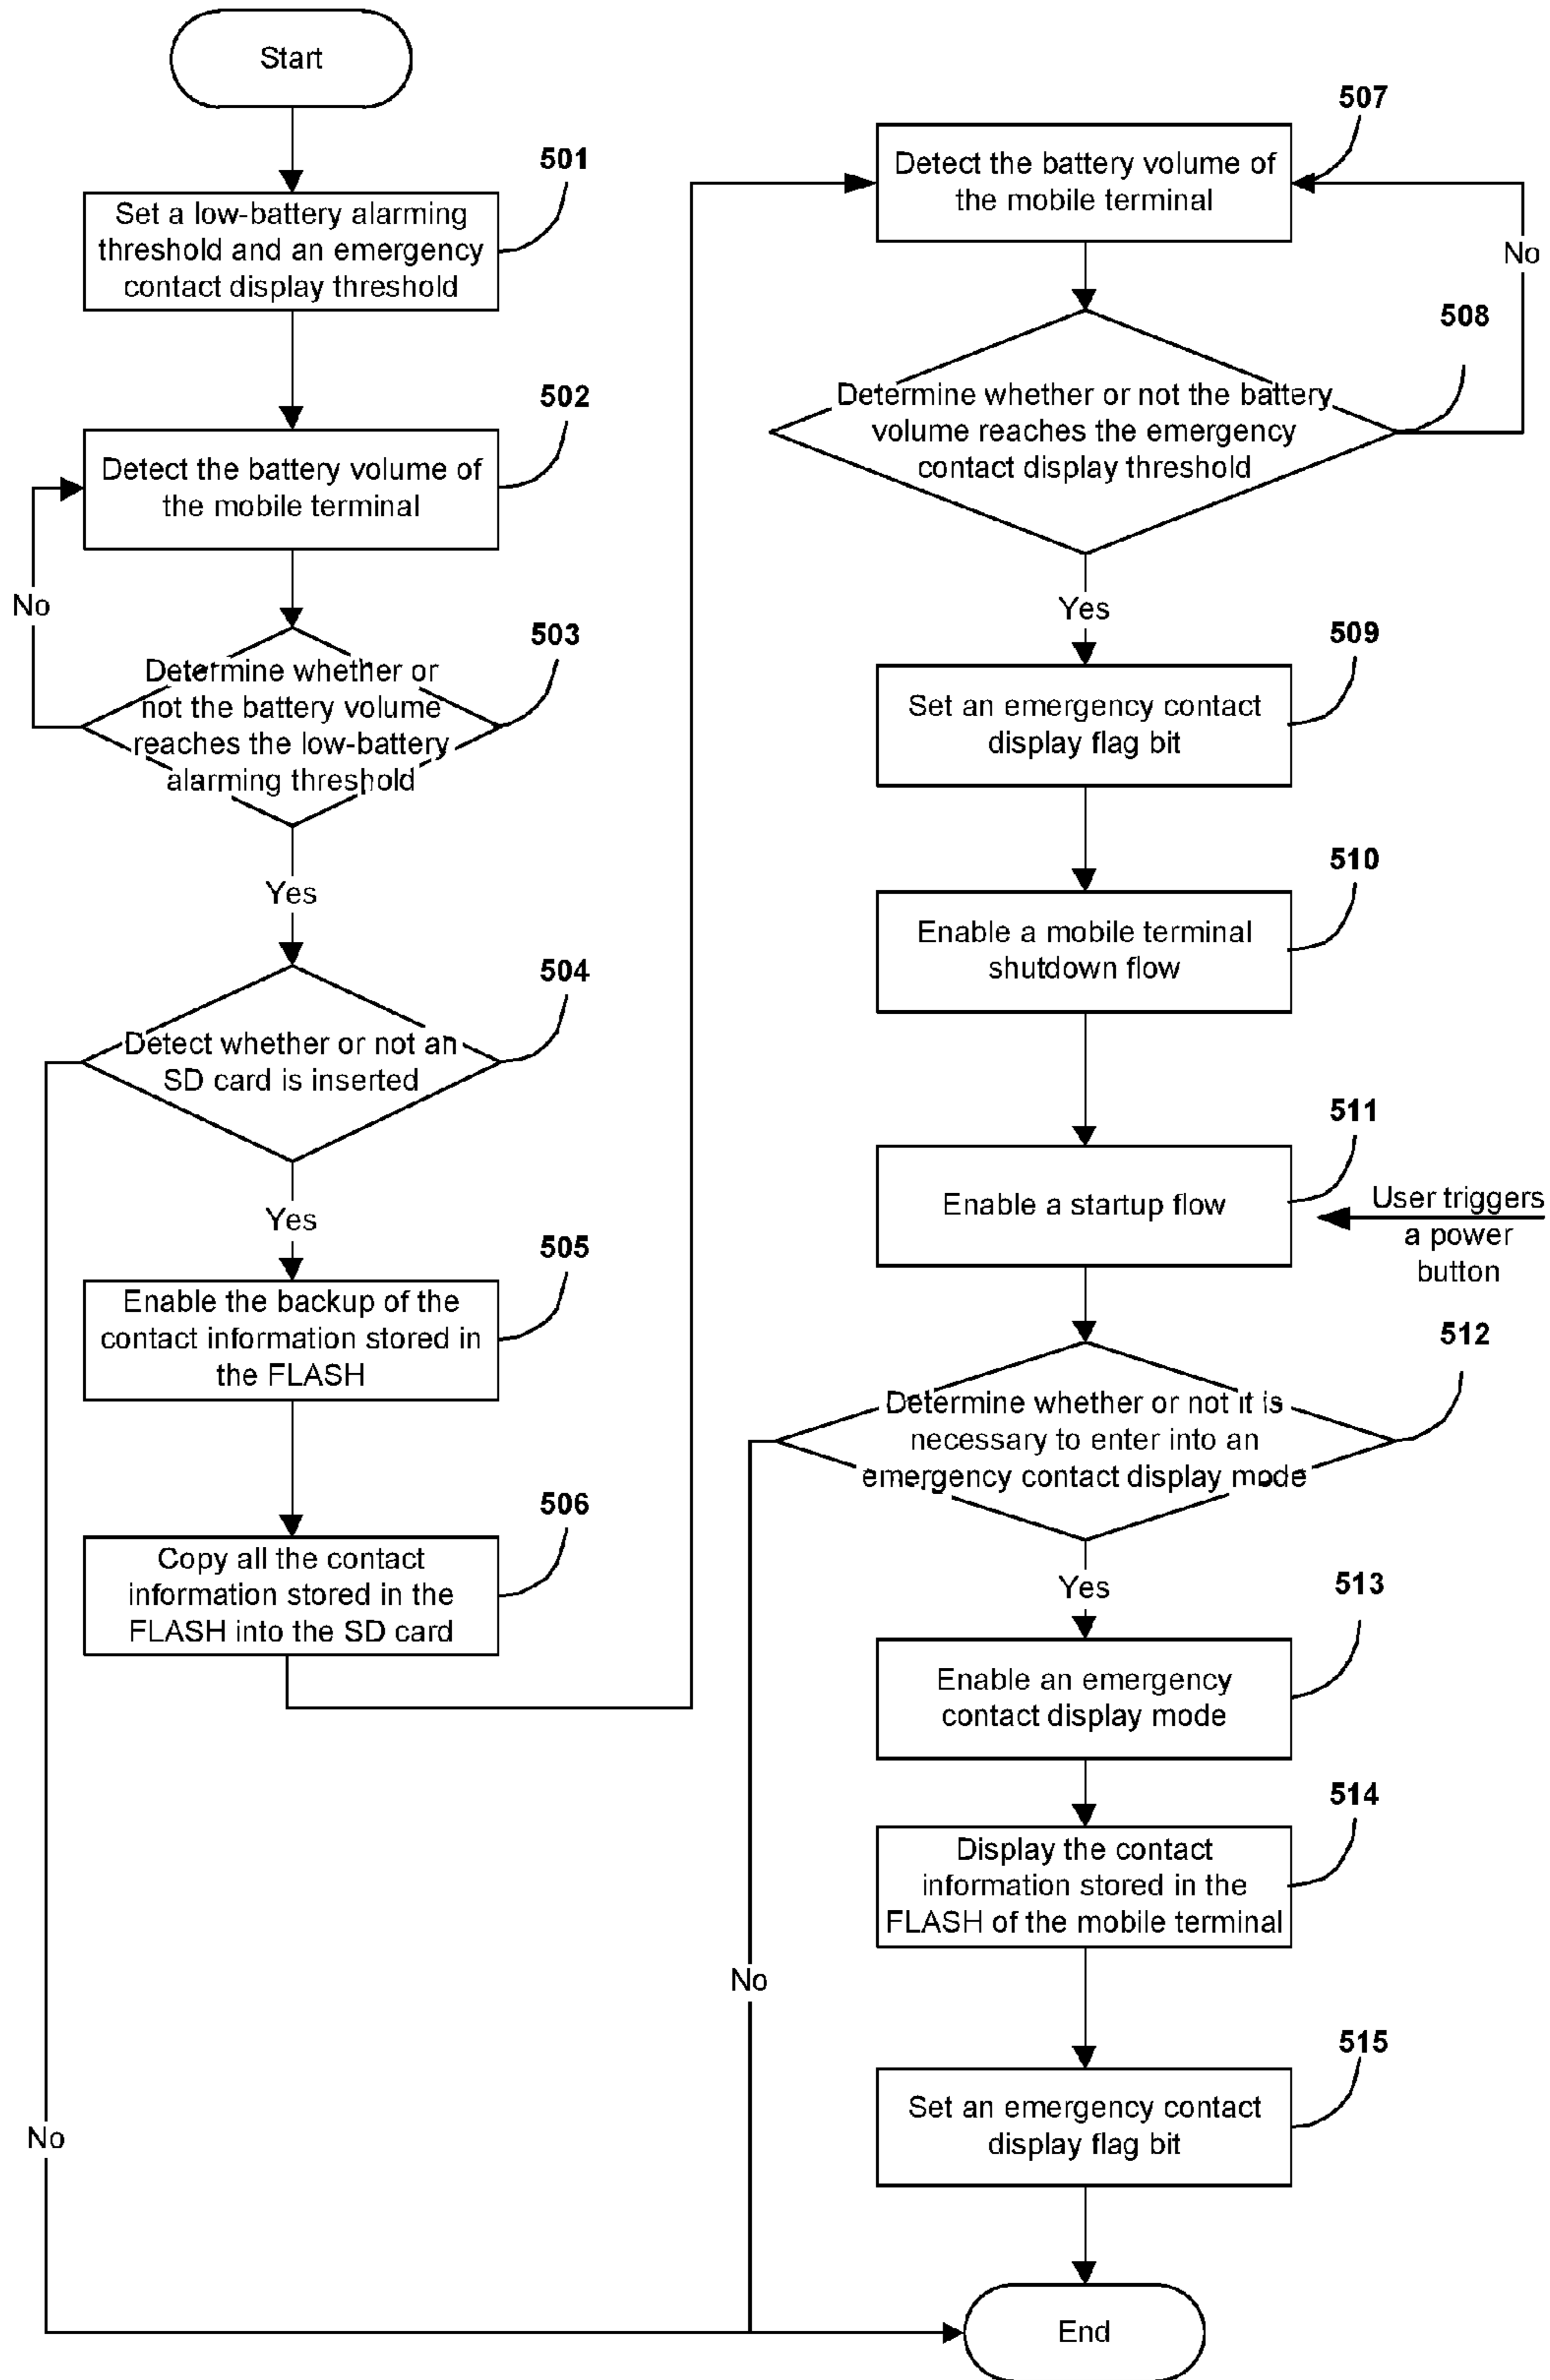 Start
501
Set a low-battery alarming
threshold and an emergency
contact display threshold
502
Detect the battery volume of
the mobile terminal
No
503
Determine whether or
not the battery volume
reaches the low-battery
alarming threshold
Yes
504
Detect whether or not an
SD card is inserted
Yes
505
Enable the backup of the
contact information stored in
the FLASH
506
Copy all the contact
information stored in the
FLASH into the SD card
No
507
Detect the battery volume of
the mobile terminal
No
508
Determine whether or not the battery
volume reaches the emergency
contact display threshold
Yes
509
Set an emergency contact
display flag bit
510
Enable a mobile terminal
shutdown flow
511
Enable a startup flow
User triggers
a power
button
512
Determine whether or not it is
necessary to enter into an
emergency contact display mode
Yes
513
Enable an emergency
contact display mode
514
Display the contact
information stored in the
FLASH of the mobile terminal
No
515
Set an emergency contact
display flag bit
End